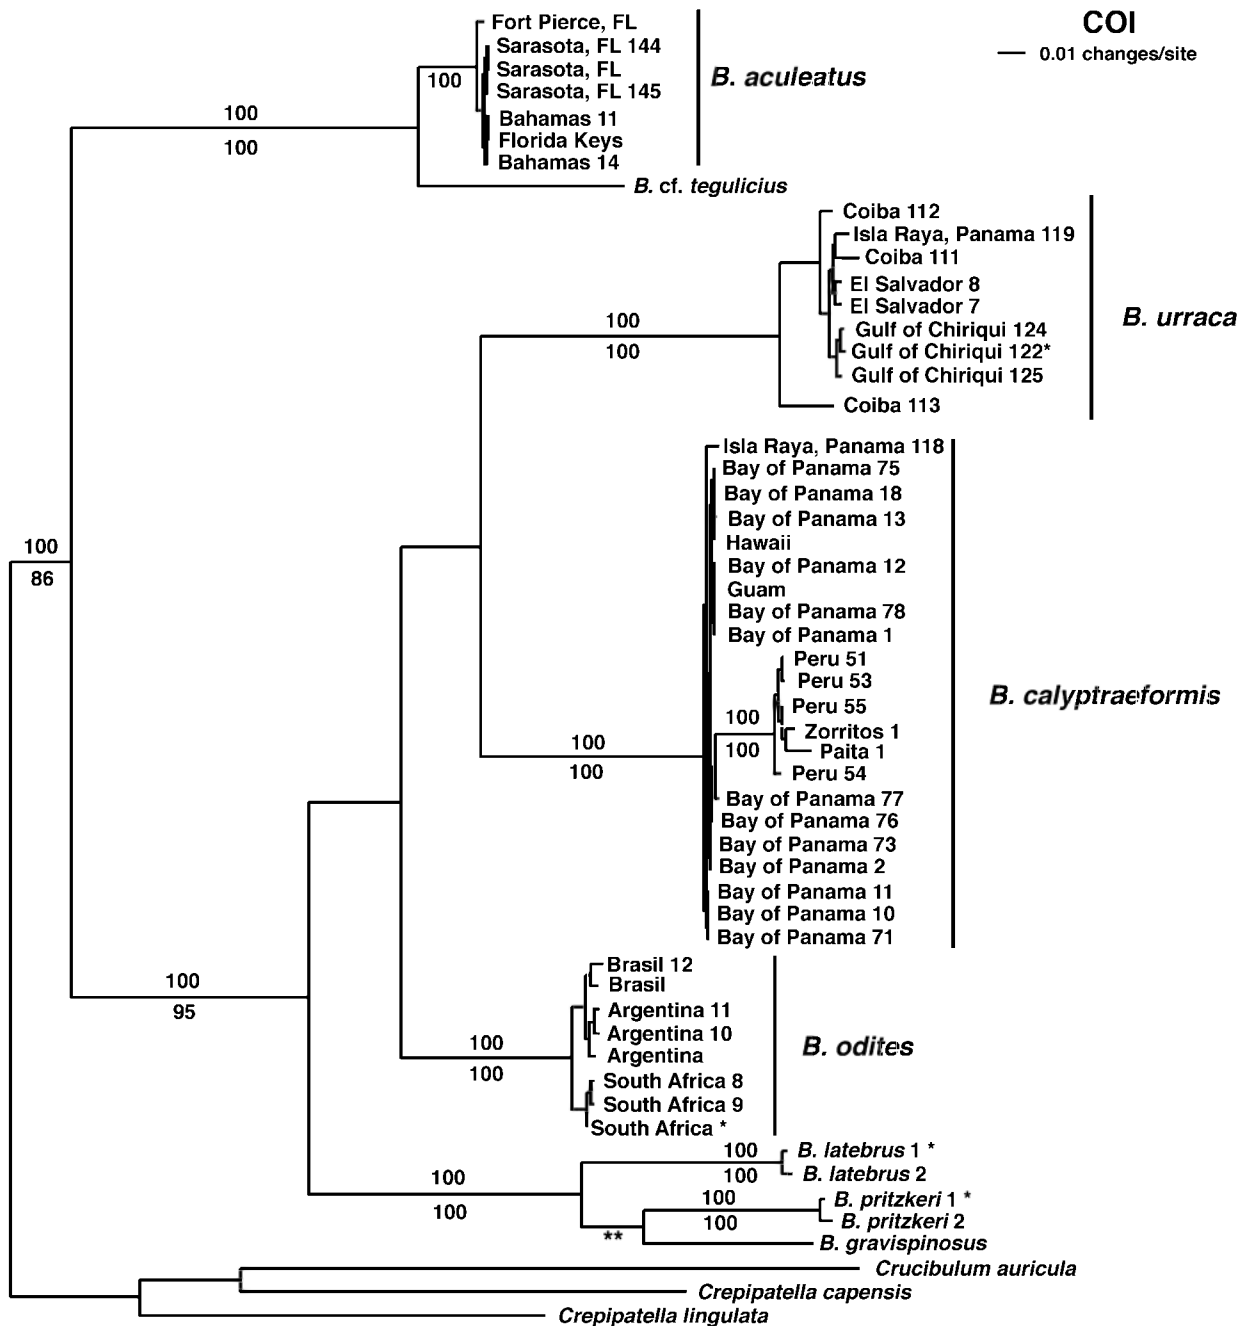 COI
0.01 changes/site
Fort Pierce, FL
Sarasota, FL 144
Sarasota, FL
Sarasota, FL 145
Bahamas 11
Florida Keys
Bahamas 14
B. aculeatus
100
100
100
B. cf. tegulicius
Coiba 112
Isla Raya, Panama 119
Coiba 111
El Salvador 8
El Salvador 7
Gulf of Chiriqui 124
Gulf of Chiriqui 122*
Gulf of Chiriqui 125
Coiba 113
B. urraca
100
100
Isla Raya, Panama 118
Bay of Panama 75
Bay of Panama 18
Bay of Panama 13
Hawaii
Bay of Panama 12
Guam
Bay of Panama 78
Bay of Panama 1
Peru 51
Peru 53
Peru 55
Zorritos 1
Paita 1
Peru 54
100
100
Bay of Panama 77
Bay of Panama 76
Bay of Panama 73
Bay of Panama 2
Bay of Panama 11
Bay of Panama 10
Bay of Panama 71
B. calyptraeformis
100
100
100
86
100
95
Brasil 12
Brasil
Argentina 11
Argentina 10
Argentina
South Africa 8
South Africa 9
South Africa *
B. odites
100
100
100
100
B. latebrus 1 *
B. latebrus 2
100
100
B. pritzkeri 1 *
B. pritzkeri 2
100
100
**
B. gravispinosus
Crucibulum auricula
Crepipatella capensis
Crepipatella lingulata